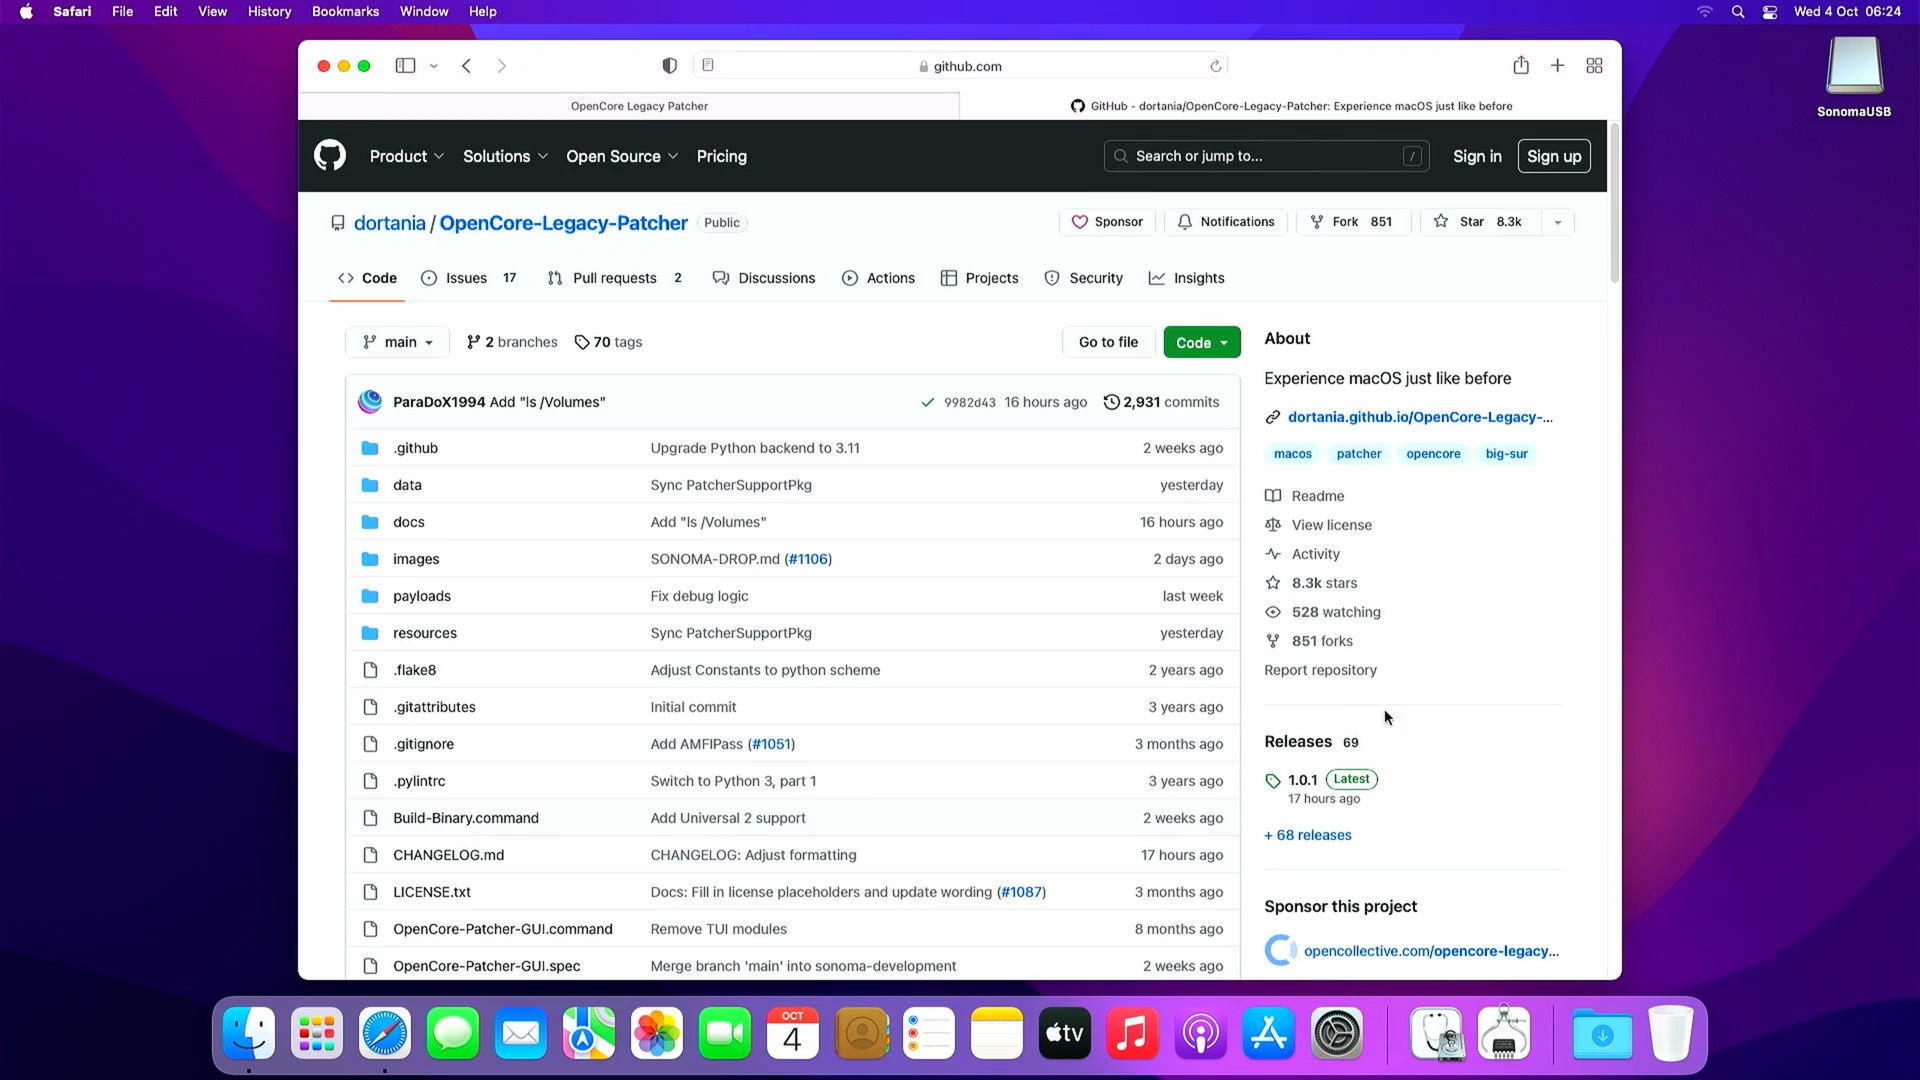 Safari File Edit View History Bookmarks Window Help Wed 4 Oct 06:24
github.com
OpenCore Legacy Patcher GitHub - dortania/OpenCore-Legacy-Patcher: Experience macOS just like before
SonomaUSB
Product Solutions Open Source Pricing Search or jump to... / Sign in Sign up
dortania / OpenCore-Legacy-Patcher Public Sponsor Notifications Fork 851 Star 8.3k
Code Issues 17 Pull requests 2 Discussions Actions Projects Security Insights
main 2 branches 70 tags Go to file Code
ParaDoX1994 Add "ls /Volumes" 9982d43 16 hours ago 2,931 commits
.github Upgrade Python backend to 3.11 2 weeks ago
data Sync PatcherSupportPkg yesterday
docs Add "ls /Volumes" 16 hours ago
images SONOMA-DROP.md (#1106) 2 days ago
payloads Fix debug logic last week
resources Sync PatcherSupportPkg yesterday
.flake8 Adjust Constants to python scheme 2 years ago
.gitattributes Initial commit 3 years ago
.gitignore Add AMFIPass (#1051) 3 months ago
.pylintrc Switch to Python 3, part 1 3 years ago
Build-Binary.command Add Universal 2 support 2 weeks ago
CHANGELOG.md CHANGELOG: Adjust formatting 17 hours ago
LICENSE.txt Docs: Fill in license placeholders and update wording (#1087) 3 months ago
OpenCore-Patcher-GUI.command Remove TUI modules 8 months ago
OpenCore-Patcher-GUI.spec Merge branch 'main' into sonoma-development 2 weeks ago
About
Experience macOS just like before
dortania.github.io/OpenCore-Legacy-...
macos patcher opencore big-sur
Readme
View license
Activity
8.3k stars
528 watching
851 forks
Report repository
Releases 69
1.0.1 Latest
17 hours ago
+ 68 releases
Sponsor this project
opencollective.com/opencore-legacy...
OCT
4
tv